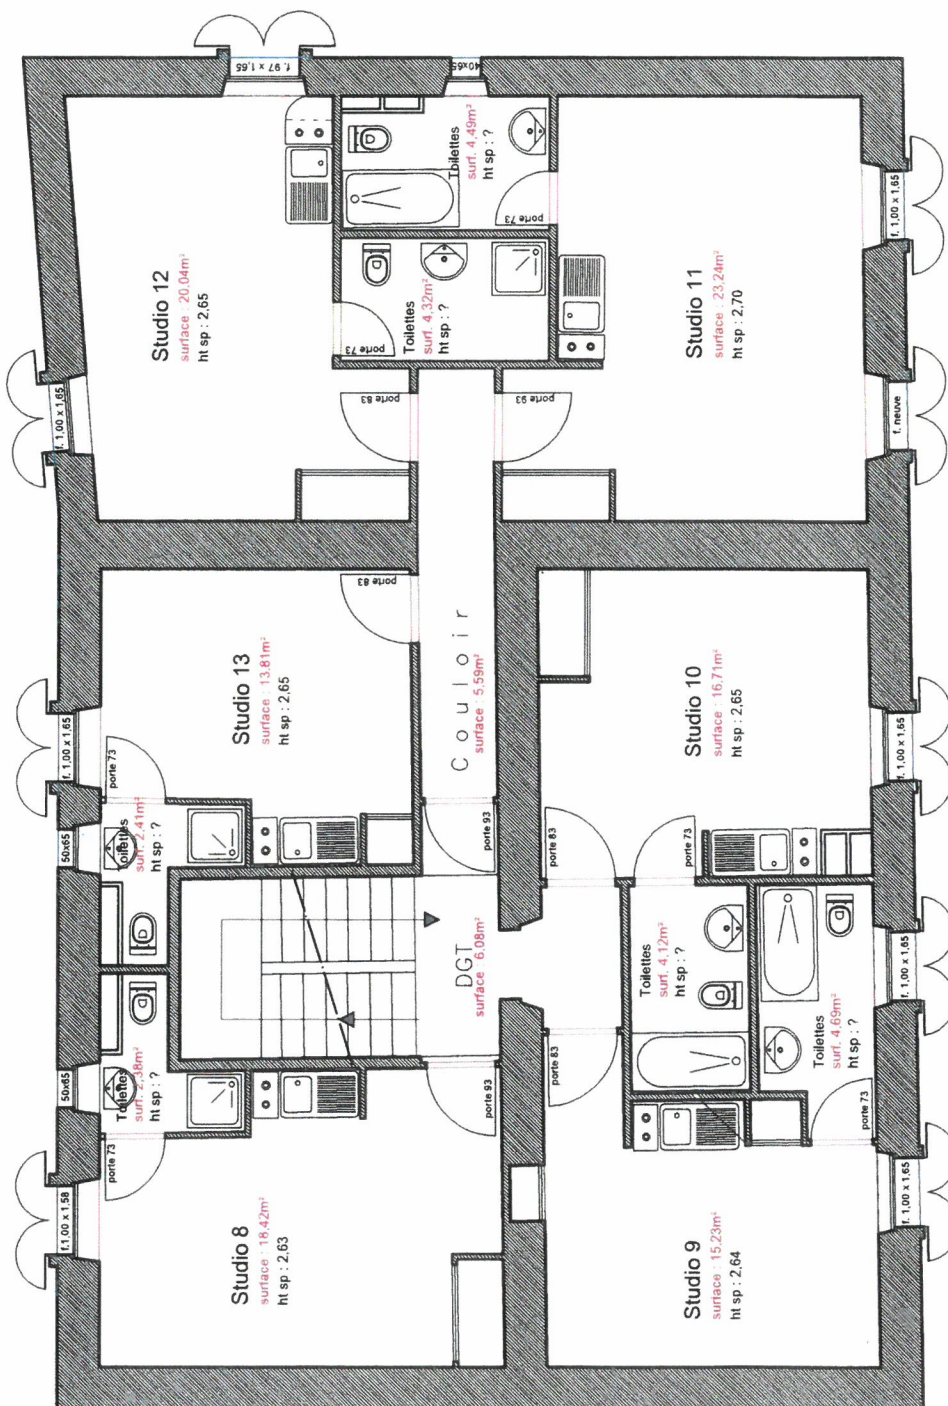 f. 97 x 1,65
40x65
Studio 12
surface : 20,04m²
ht sp : 2,65
Toilettes
surf. 4,49m²
ht sp : ?
porte 73
Toilettes
surf. 4,32m²
ht sp : ?
porte 73
Studio 11
surface : 23,24m²
ht sp : 2,70
f. 1,00 x 1,65
f. 1,00 x 1,65
f. neuve
porte 83
porte 93
porte 83
Studio 13
surface : 13,81m²
ht sp : 2,65
Couloir
surface : 5,59m²
Studio 10
surface : 16,71m²
ht sp : 2,65
f. 1,00 x 1,65
f. 1,00 x 1,65
porte 73
50x65
Toilettes
surf. 2,41m²
ht sp : ?
porte 93
porte 83
porte 73
DGT
surface : 6,08m²
Toilettes
surf. 4,12m²
ht sp : ?
Toilettes
surf. 4,69m²
ht sp : ?
f. 1,00 x 1,65
50x65
Toilettes
surf. 2,38m²
ht sp : ?
porte 73
porte 93
porte 83
porte 73
f. 1,00 x 1,58
Studio 8
surface : 18,42m²
ht sp : 2,63
Studio 9
surface : 15,23m²
ht sp : 2,64
f. 1,00 x 1,65